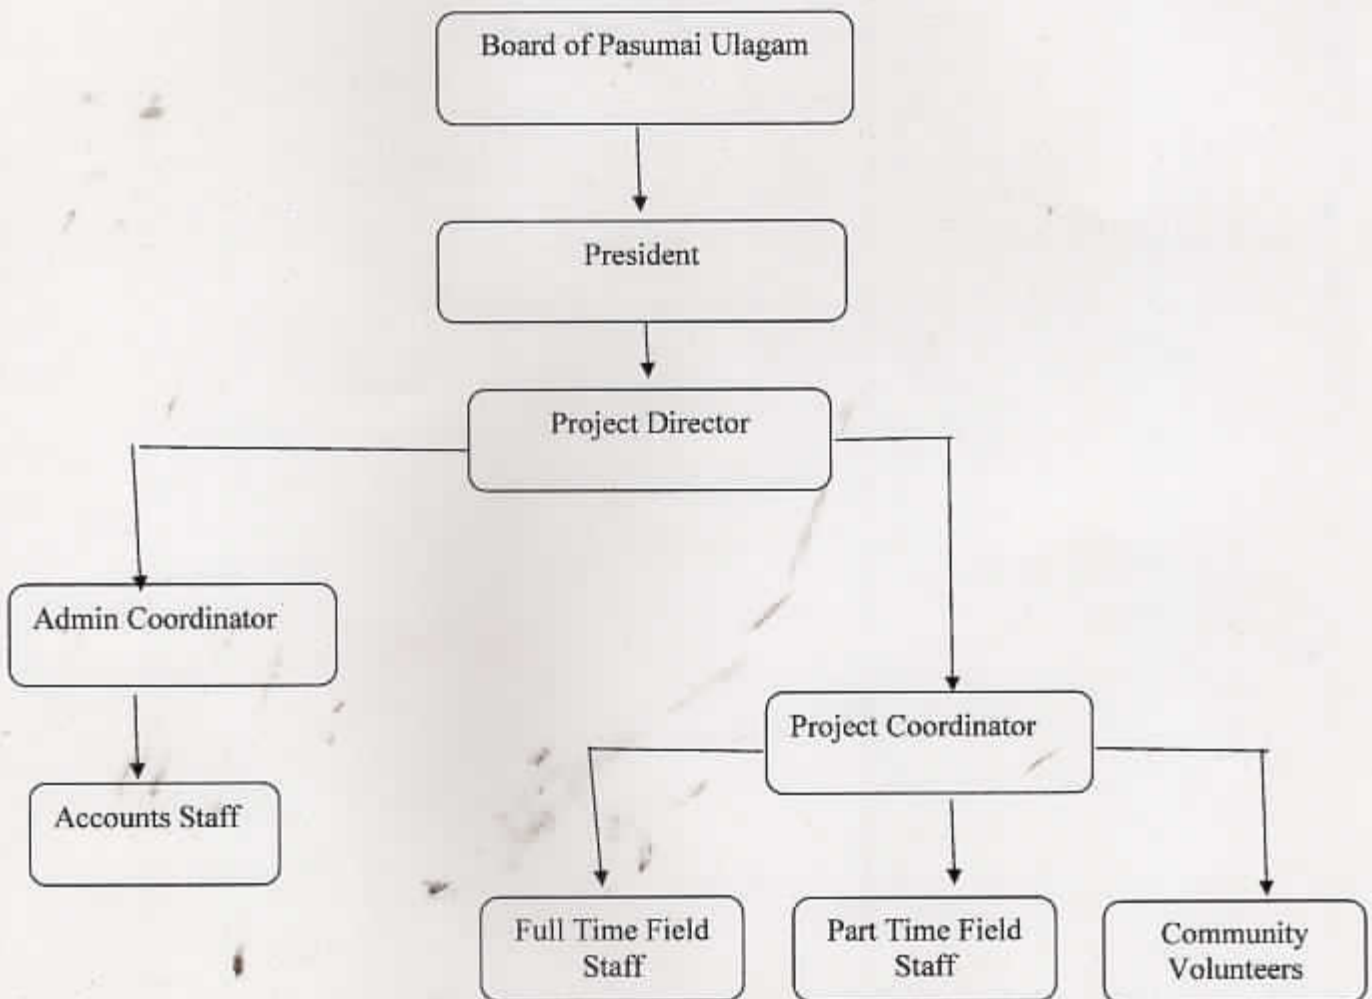 Board of Pasumai Ulagam
President
Project Director
Admin Coordinator
Project Coordinator
Accounts Staff
Full Time Field
Staff
Part Time Field
Staff
Community
Volunteers